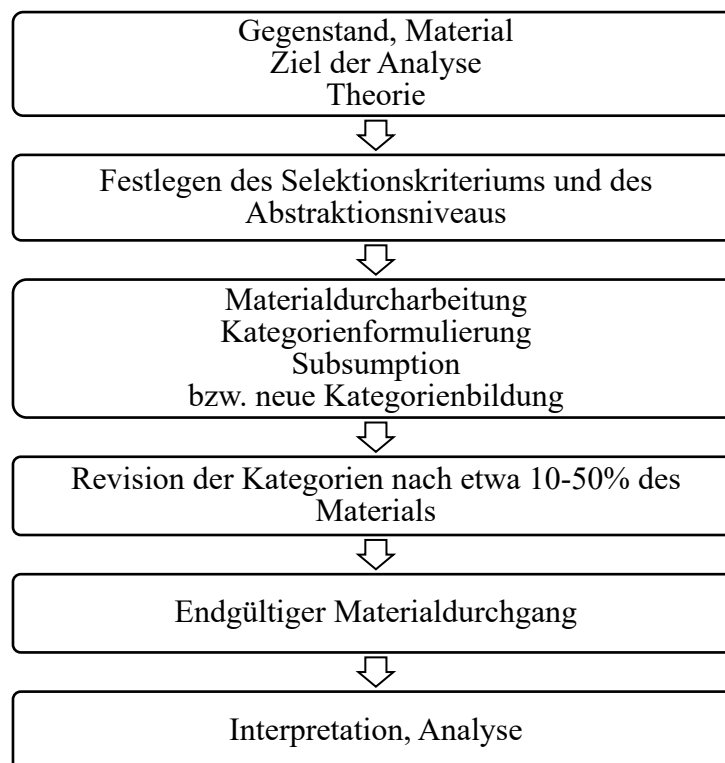 Gegenstand, Material
Ziel der Analyse
Theorie
Festlegen des Selektionskriteriums und des
Abstraktionsniveaus
Materialdurcharbeitung
Kategorienformulierung
Subsumption
bzw. neue Kategorienbildung
Revision der Kategorien nach etwa 10-50% des
Materials
Endgültiger Materialdurchgang
Interpretation, Analyse